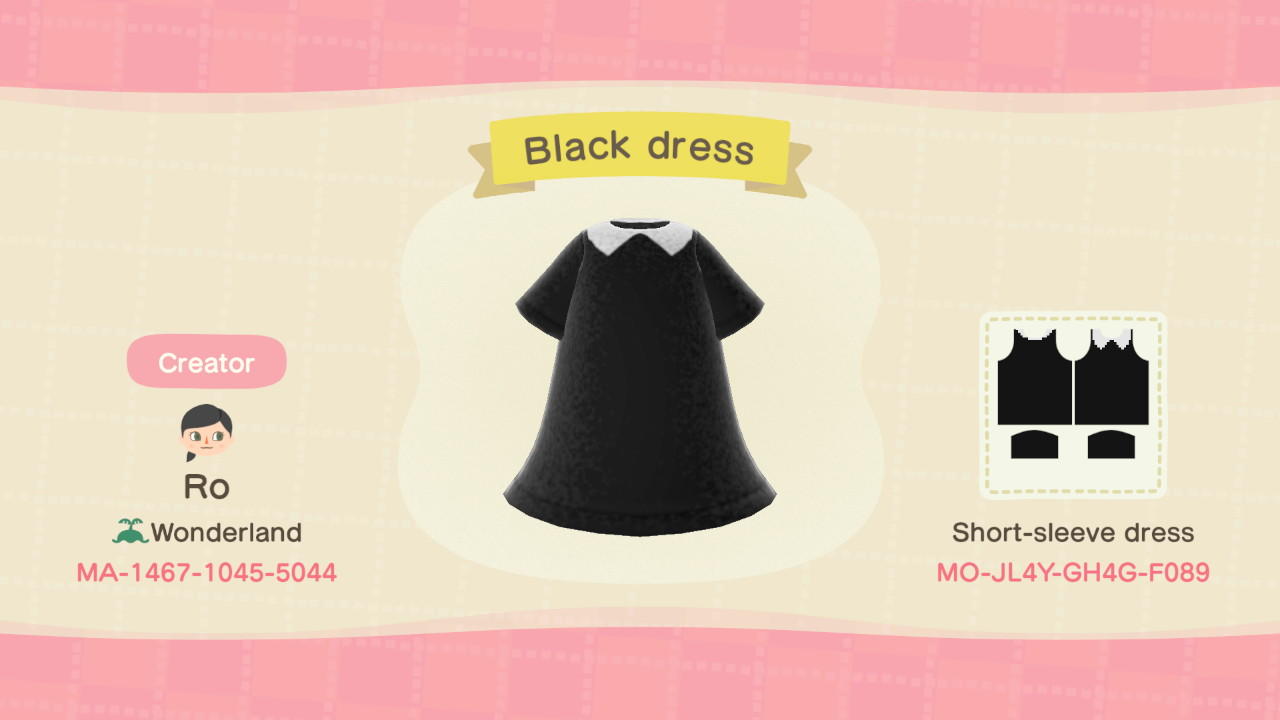 Black dress
Creator
Ro
Wonderland
MA-1467-1045-5044
Short-sleeve dress
MO-JL4Y-GH4G-F089